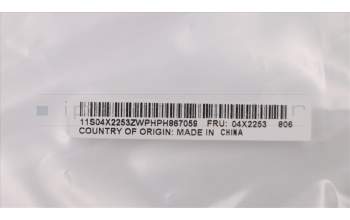 11S04X2253ZWPHPH867059 FRU: 04X2253 806
COUNTRY OF ORIGIN: MADE IN CHINA